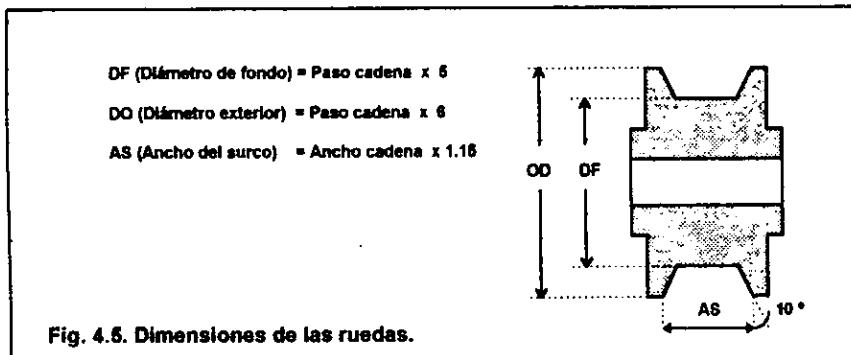 DF (Diámetro de fondo) = Paso cadena x 5
DO (Diámetro exterior) = Paso cadena x 6
AS (Ancho del surco) = Ancho cadena x 1.15
OD
DF
AS
10 °
Fig. 4.5. Dimensiones de las ruedas.